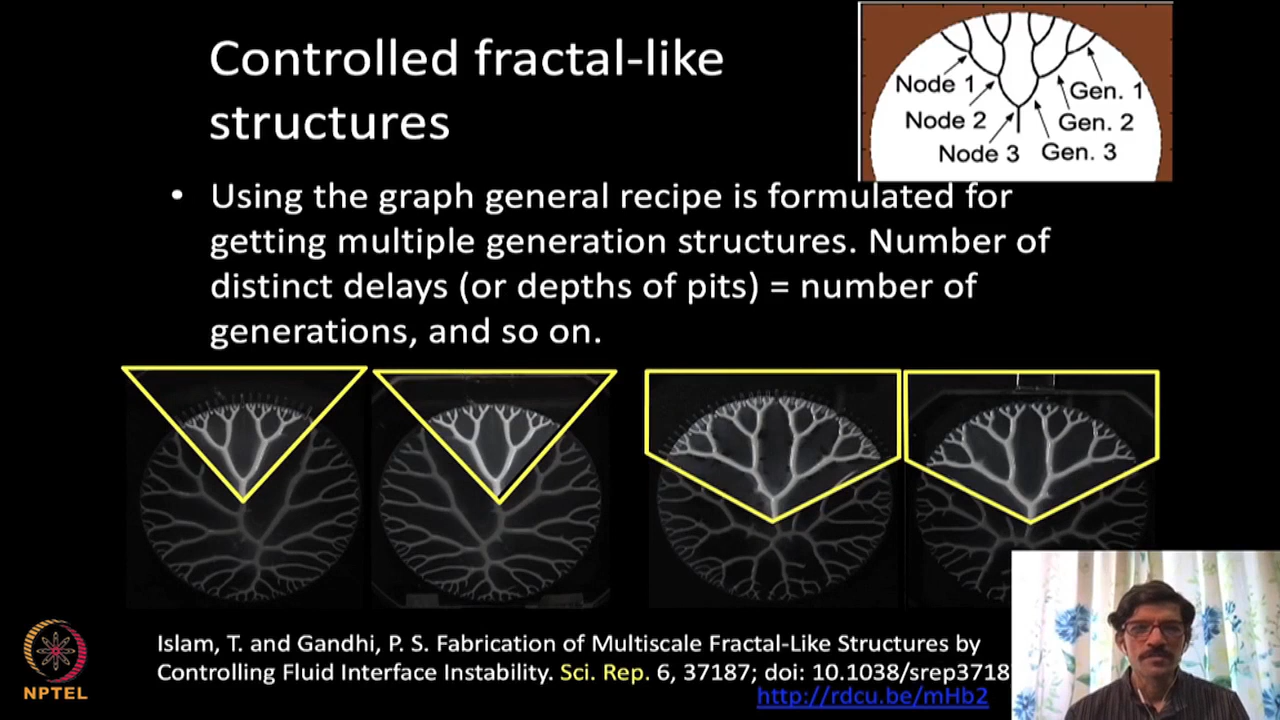 Controlled fractal-like
structures
Node 1
Gen. 1
Node 2
Gen. 2
Node 3
Gen. 3
• Using the graph general recipe is formulated for
getting multiple generation structures. Number of
distinct delays (or depths of pits) = number of
generations, and so on.
Islam, T. and Gandhi, P. S. Fabrication of Multiscale Fractal-Like Structures by
Controlling Fluid Interface Instability. Sci. Rep. 6, 37187; doi: 10.1038/srep3718
http://rdcu.be/mHb2
NPTEL